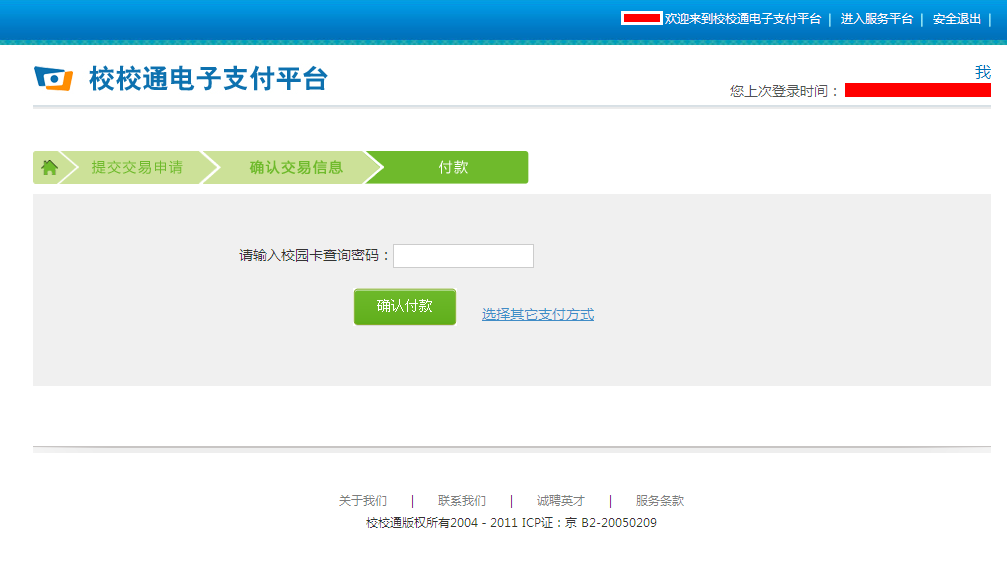 欢迎来到校校通电子支付平台 | 进入服务平台 | 安全退出 |
校校通电子支付平台
我
您上次登录时间：
提交交易申请 确认交易信息 付款
请输入校园卡查询密码：
确认付款 选择其它支付方式
关于我们 | 联系我们 | 诚聘英才 | 服务条款
校校通版权所有2004 - 2011 ICP证：京 B2-20050209